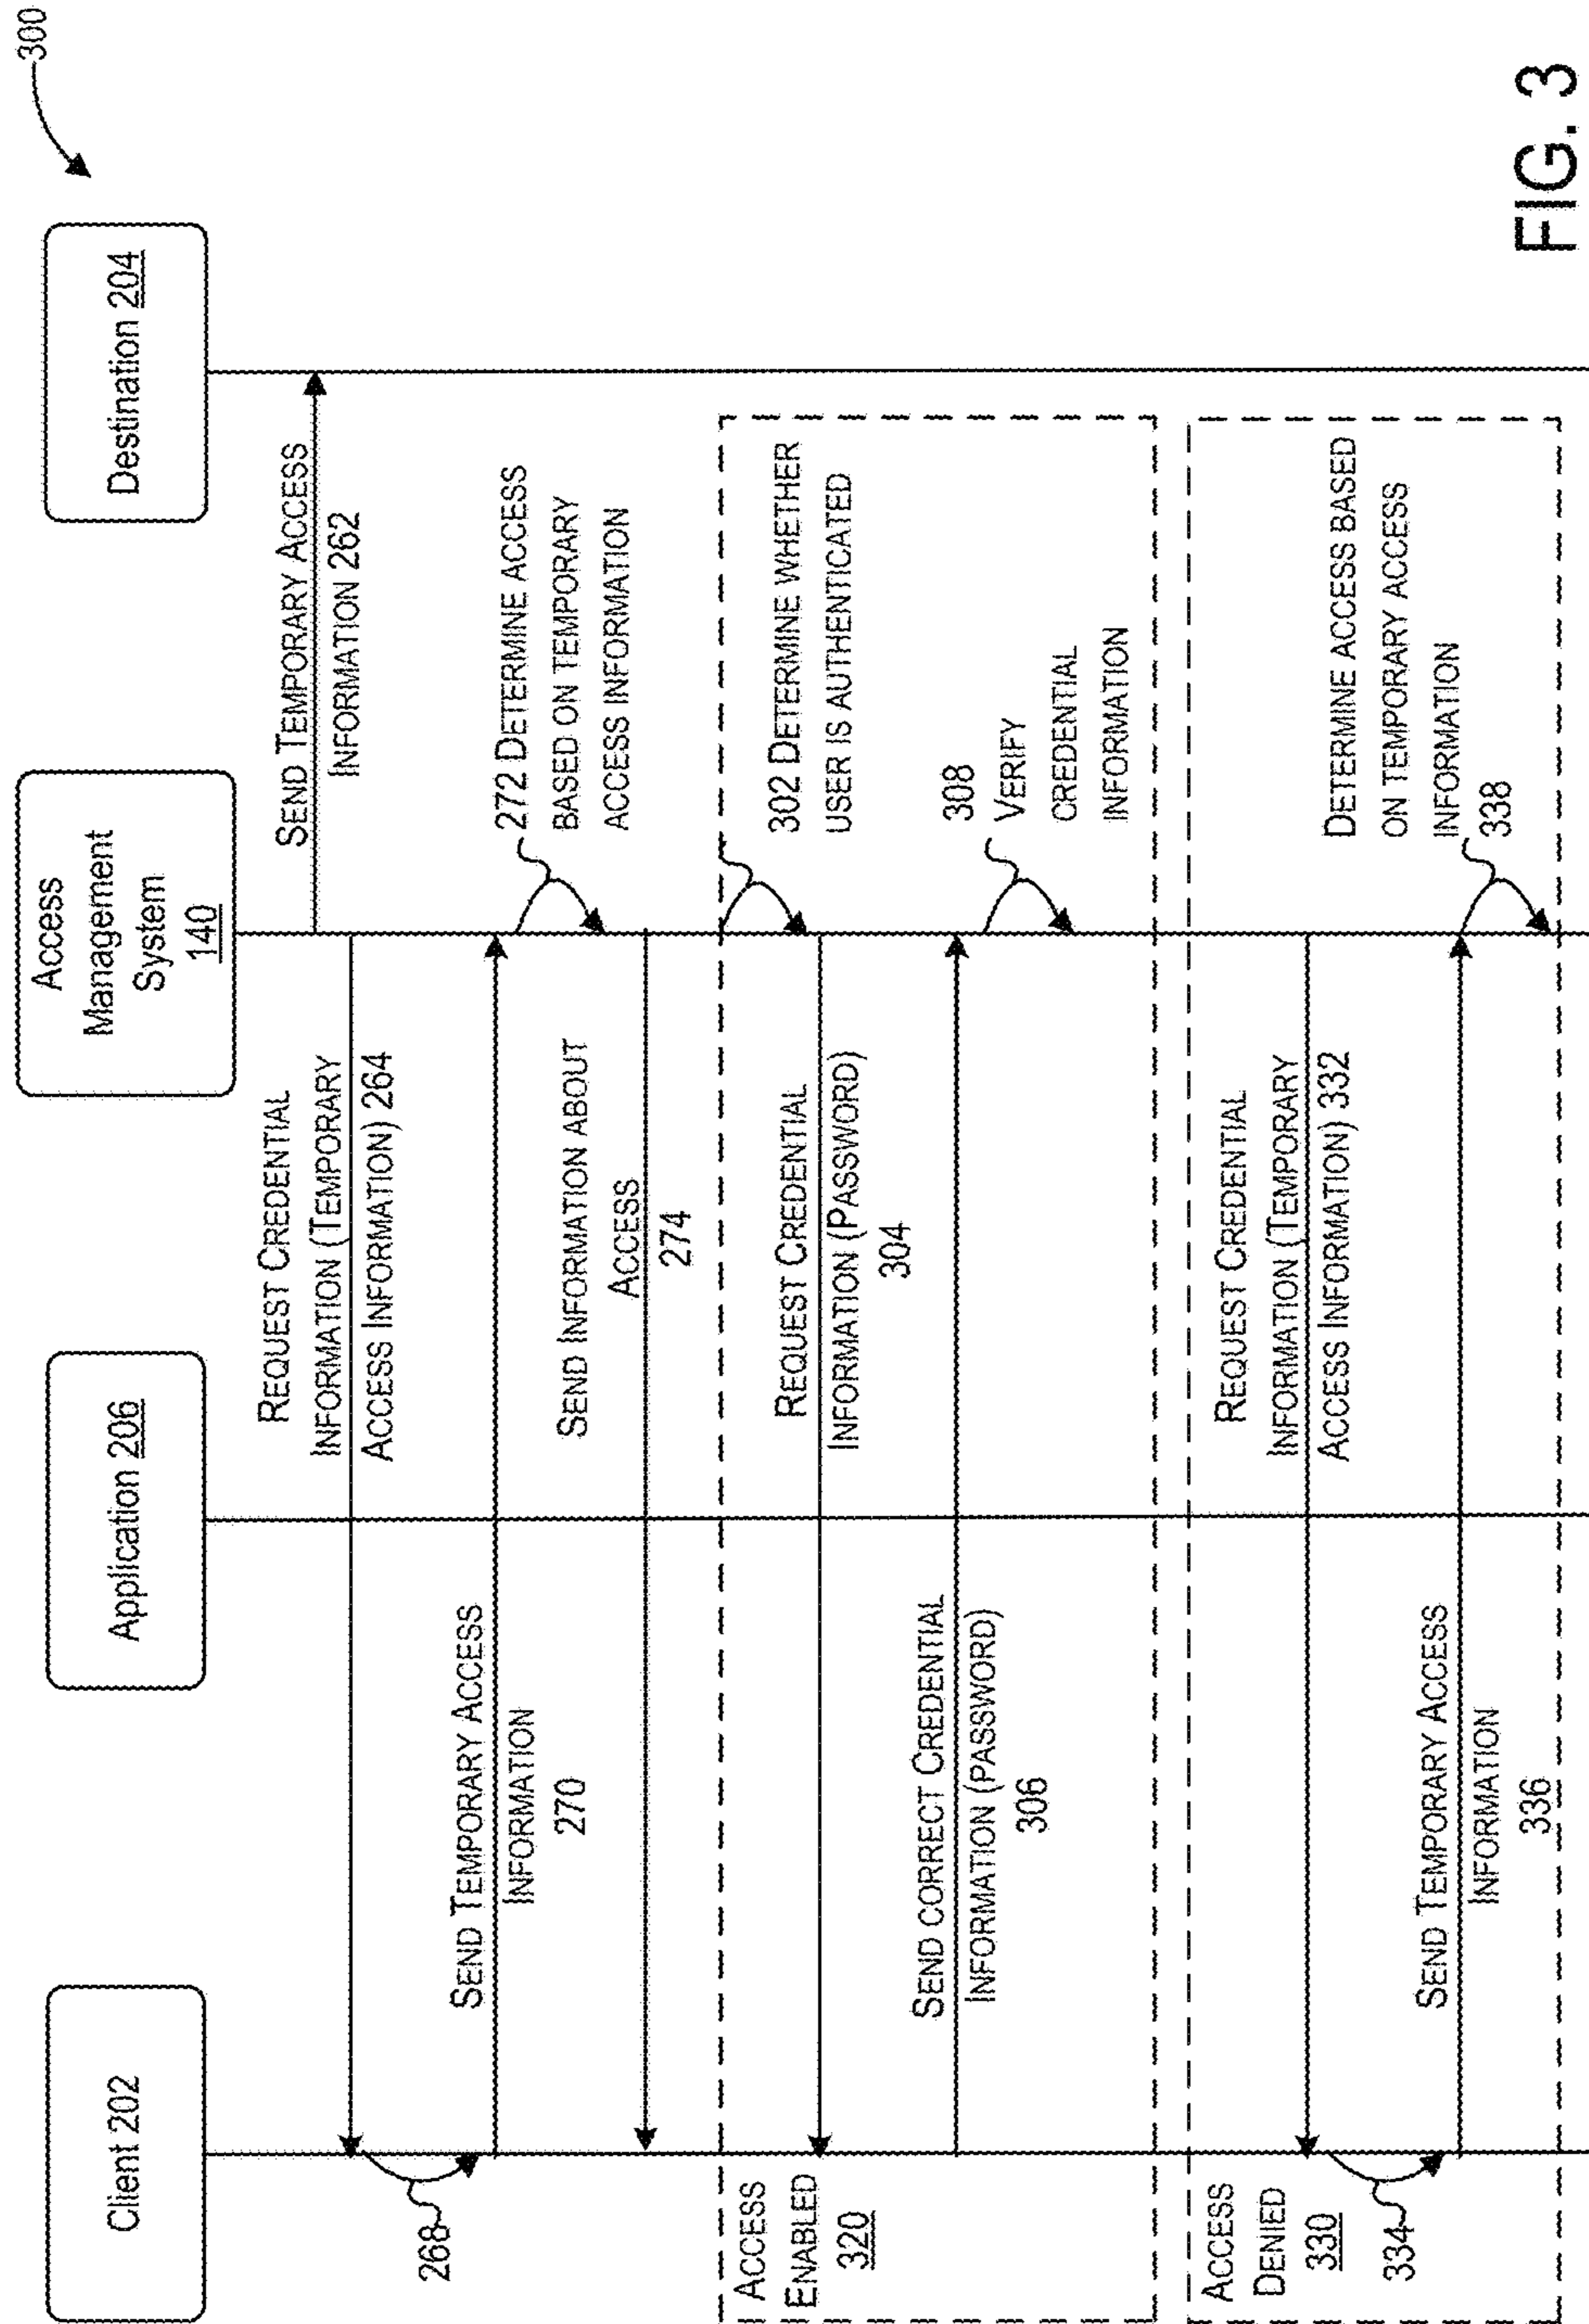 300
Client 202
Application 206
Access
Management
System
140
Destination 204
SEND TEMPORARY ACCESS
INFORMATION 262
REQUEST CREDENTIAL
INFORMATION (TEMPORARY
ACCESS INFORMATION) 264
268
SEND TEMPORARY ACCESS
INFORMATION
270
272 DETERMINE ACCESS
BASED ON TEMPORARY
ACCESS INFORMATION
SEND INFORMATION ABOUT
ACCESS
274
ACCESS
ENABLED
320
302 DETERMINE WHETHER
USER IS AUTHENTICATED
REQUEST CREDENTIAL
INFORMATION (PASSWORD)
304
SEND CORRECT CREDENTIAL
INFORMATION (PASSWORD)
306
308
VERIFY
CREDENTIAL
INFORMATION
ACCESS
DENIED
330
REQUEST CREDENTIAL
INFORMATION (TEMPORARY
ACCESS INFORMATION) 332
334
SEND TEMPORARY ACCESS
INFORMATION
336
DETERMINE ACCESS BASED
ON TEMPORARY ACCESS
INFORMATION
338
FIG. 3